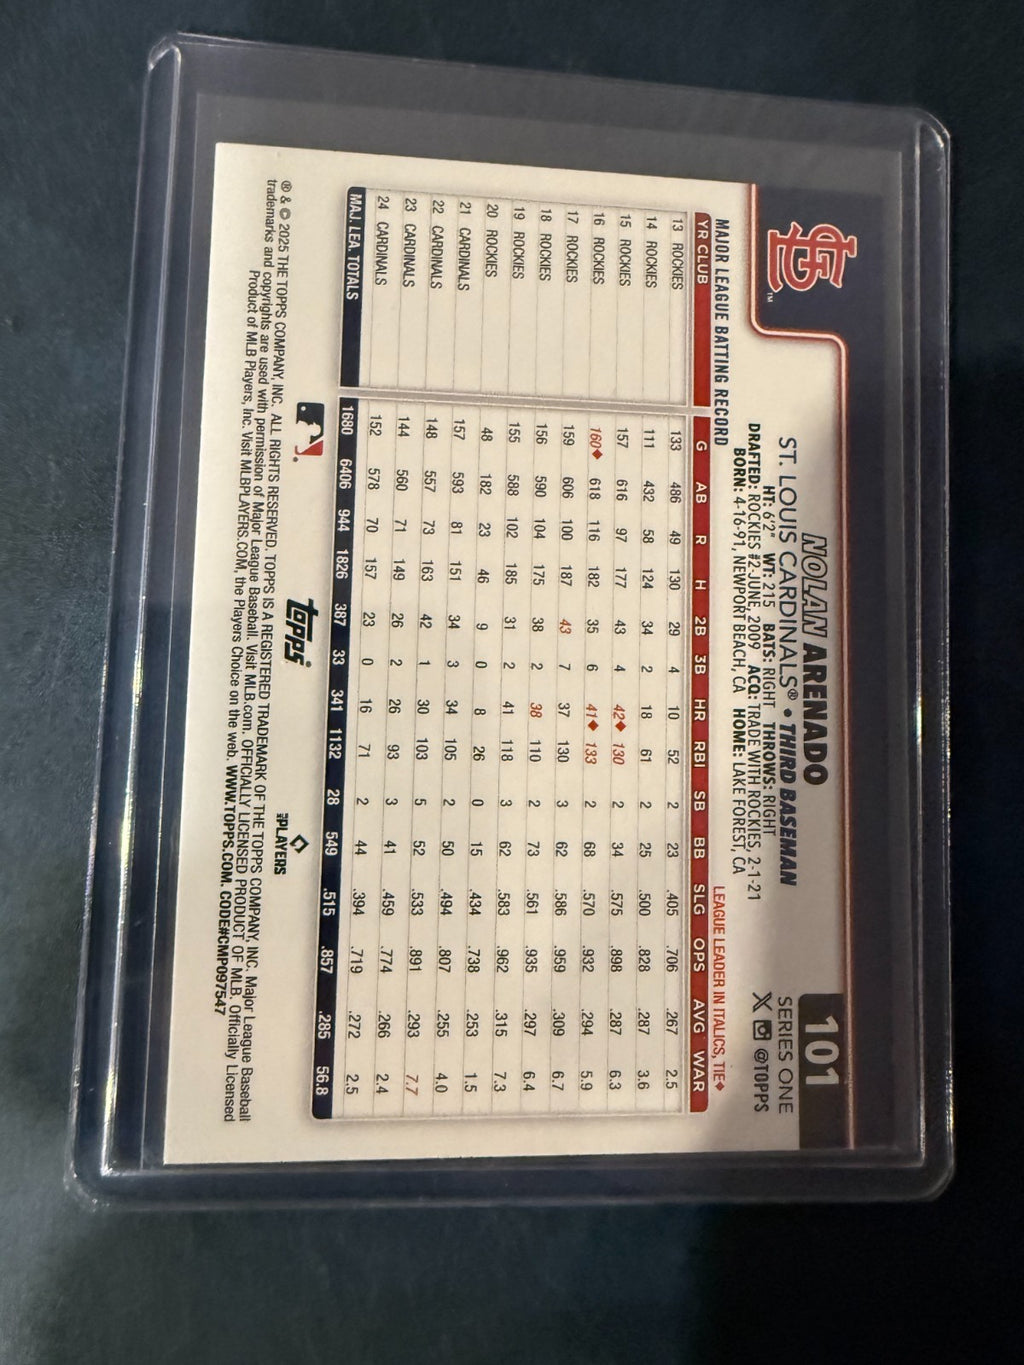 101
SERIES ONE
X @TOPPS
NOLAN ARENADO
ST. LOUIS CARDINALS® • THIRD BASEMAN
HT: 6'2" WT: 215 BATS: RIGHT THROWS: RIGHT
DRAFTED: ROCKIES #2-JUNE, 2009 ACQ: TRADE WITH ROCKIES, 2-1-21
BORN: 4-16-91, NEWPORT BEACH, CA HOME: LAKE FOREST, CA
STL™
MAJOR LEAGUE BATTING RECORD LEAGUE LEADER IN ITALICS, TIE◆
YR CLUB G AB R H 2B 3B HR RBI SB BB SLG OPS AVG WAR
13 ROCKIES 133 486 49 130 29 4 10 52 2 23 .405 .706 .267 2.5
14 ROCKIES 111 432 58 124 34 2 18 61 2 25 .500 .828 .287 3.6
15 ROCKIES 157 616 97 177 43 4 42◆ 130 2 34 .575 .898 .287 6.3
16 ROCKIES 160◆ 618 116 182 35 6 41◆ 133 2 68 .570 .932 .294 5.9
17 ROCKIES 159 606 100 187 43 7 37 130 3 62 .586 .959 .309 6.7
18 ROCKIES 156 590 104 175 38 2 38 110 2 73 .561 .935 .297 6.4
19 ROCKIES 155 588 102 185 31 2 41 118 3 62 .583 .962 .315 7.3
20 ROCKIES 48 182 23 46 9 0 8 26 0 15 .434 .738 .253 1.5
21 CARDINALS 157 593 81 151 34 3 34 105 2 50 .494 .807 .255 4.0
22 CARDINALS 148 557 73 163 42 1 30 103 5 52 .533 .891 .293 7.7
23 CARDINALS 144 560 71 149 26 2 26 93 3 41 .459 .774 .266 2.4
24 CARDINALS 152 578 70 157 23 0 16 71 2 44 .394 .719 .272 2.5
MAJ. LEA. TOTALS 1680 6406 944 1826 387 33 341 1132 28 549 .515 .857 .285 56.8
topps®
MLB PLAYERS
® & © 2025 THE TOPPS COMPANY, INC. ALL RIGHTS RESERVED. TOPPS IS A REGISTERED TRADEMARK OF THE TOPPS COMPANY, INC. Major League Baseball
trademarks and copyrights are used with permission of Major League Baseball. Visit MLB.com. OFFICIALLY LICENSED PRODUCT OF MLB. Officially Licensed
Product of MLB Players, Inc. Visit MLBPLAYERS.COM, the Players Choice on the web. WWW.TOPPS.COM. CODE#CMP097547